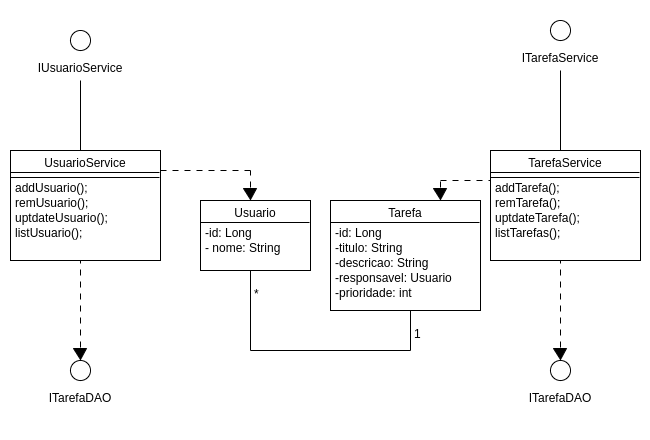 IUsuarioService
ITarefaService
UsuarioService
addUsuario();
remUsuario();
uptdateUsuario();
listUsuario();
TarefaService
addTarefa();
remTarefa();
uptdateTarefa();
listTarefas();
Usuario
-id: Long
- nome: String
Tarefa
-id: Long
-titulo: String
-descricao: String
-responsavel: Usuario
-prioridade: int
*
1
ITarefaDAO
ITarefaDAO